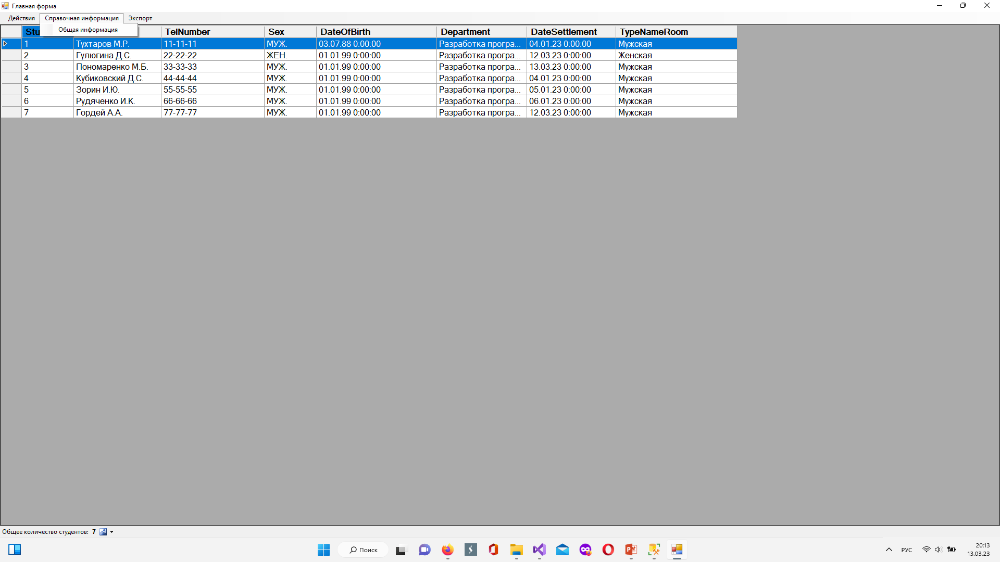 Главная форма
Действия Справочная информация Экспорт
Общая информация
Stu TelNumber Sex DateOfBirth Department DateSettlement TypeNameRoom
1 Тухтаров М.Р. 11-11-11 МУЖ. 03.07.88 0:00:00 Разработка програ... 04.01.23 0:00:00 Мужская
2 Гулюгина Д.С. 22-22-22 ЖЕН. 01.01.99 0:00:00 Разработка програ... 12.03.23 0:00:00 Женская
3 Пономаренко М.Б. 33-33-33 МУЖ. 01.01.99 0:00:00 Разработка програ... 13.03.23 0:00:00 Мужская
4 Кубиковский Д.С. 44-44-44 МУЖ. 01.01.99 0:00:00 Разработка програ... 04.01.23 0:00:00 Мужская
5 Зорин И.Ю. 55-55-55 МУЖ. 01.01.99 0:00:00 Разработка програ... 05.01.23 0:00:00 Мужская
6 Рудяченко И.К. 66-66-66 МУЖ. 01.01.99 0:00:00 Разработка програ... 06.01.23 0:00:00 Мужская
7 Гордей А.А. 77-77-77 МУЖ. 01.01.99 0:00:00 Разработка програ... 12.03.23 0:00:00 Мужская
Общее количество студентов: 7
Поиск
РУС
20:13
13.03.23